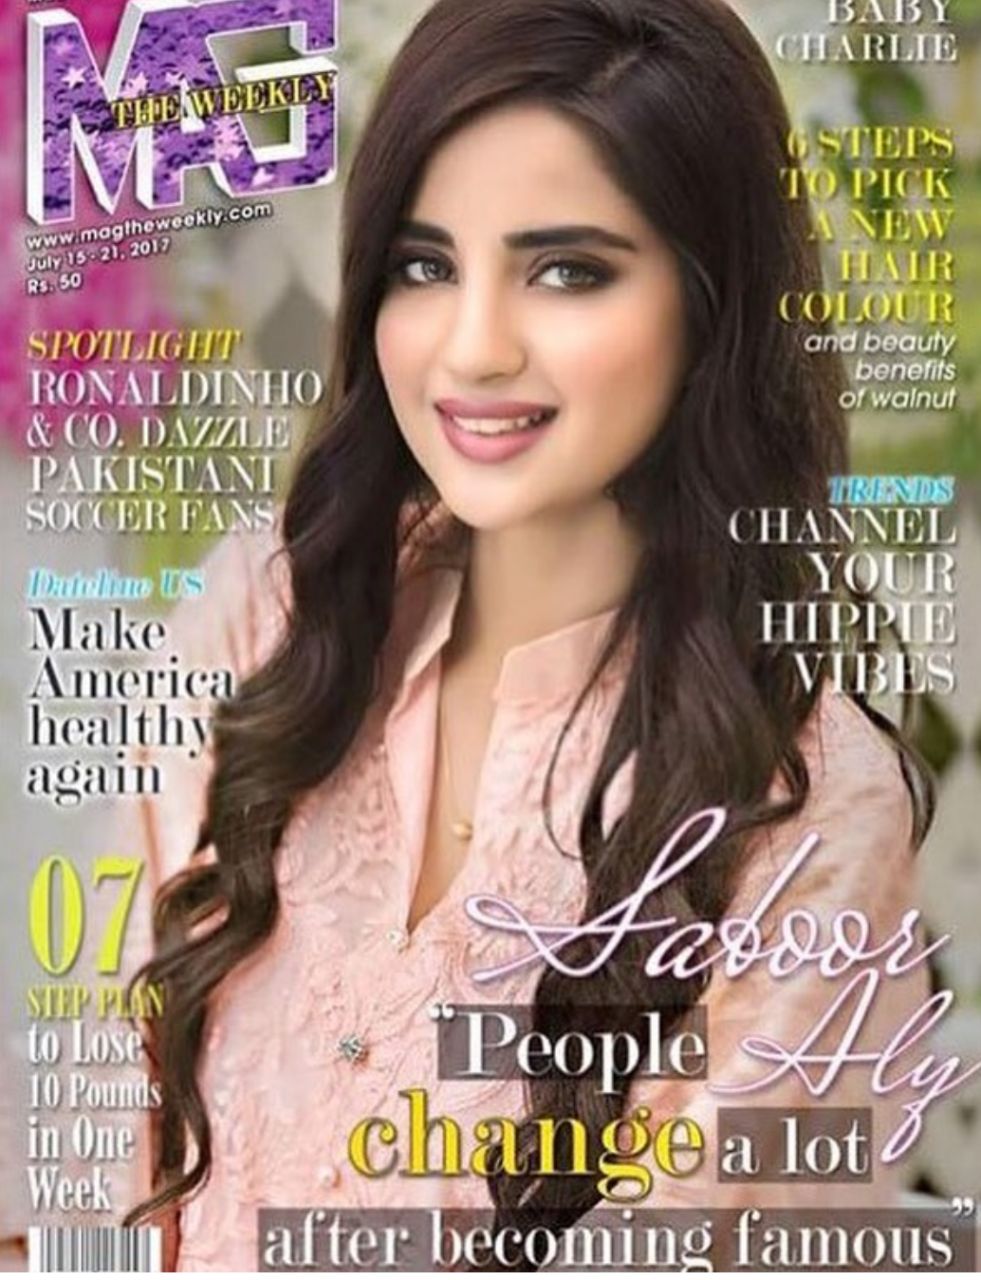 MAG
THE WEEKLY
www.magtheweekly.com
July 15 - 21, 2017
Rs. 50
SPOTLIGHT
RONALDINHO
& CO. DAZZLE
PAKISTANI
SOCCER FANS
Dateline US
Make
America
healthy
again
07
STEP PLAN
to Lose
10 Pounds
in One
Week
BABY
CHARLIE
6 STEPS
TO PICK
A NEW
HAIR
COLOUR
and beauty
benefits
of walnut
TRENDS
CHANNEL
YOUR
HIPPIE
VIBES
Saboor
Aly
“People
change a lot
after becoming famous”